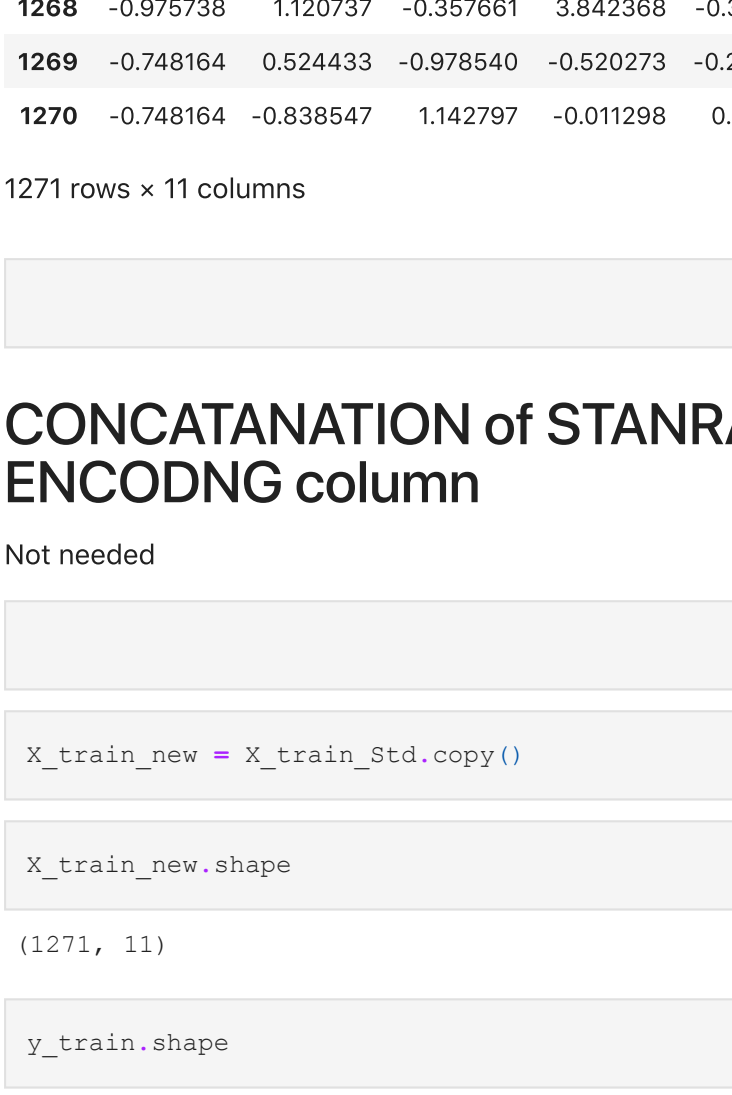 1268 -0.975738 1.120737 -0.357661 3.842368
1269 -0.748164 0.524433 -0.978540 -0.520273
1270 -0.748164 -0.838547 1.142797 -0.011298
1271 rows × 11 columns
CONCATANATION of
ENCODNG column
Not needed
X_train_new = X_train_Std.copy()
X_train_new.shape
(1271, 11)
y_train.shape